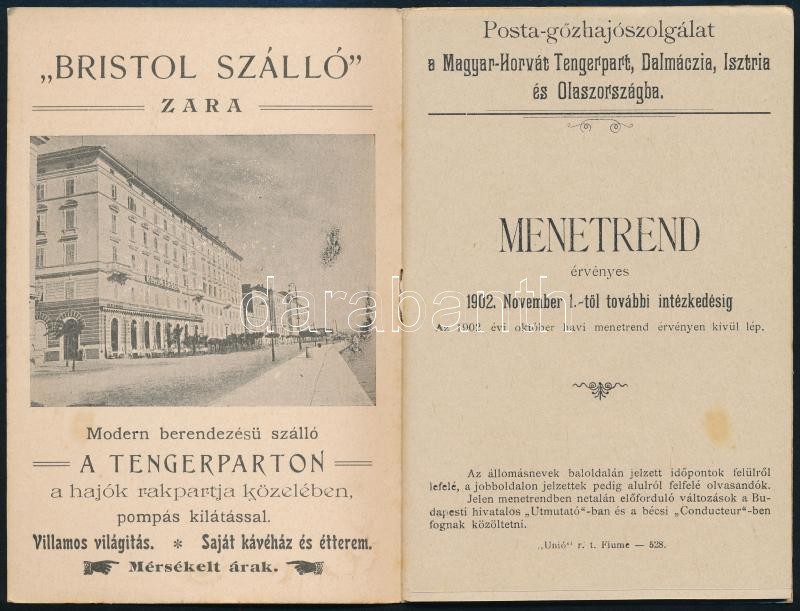 „BRISTOL SZÁLLÓ”
ZARA
Modern berendezésü szálló
A TENGERPARTON
a hajók rakpartja közelében,
pompás kilátással.
Villamos világitás. * Saját kávéház és étterem.
Mérsékelt árak.
Posta-gőzhajószolgálat
a Magyar-Horvát Tengerpart, Dalmáczia, Isztria
és Olaszországba.
MENETREND
érvényes
1902. November 1.-től további intézkedésig
Az 1902. évi október havi menetrend érvényen kivül lép.
Az állomásnevek baloldalán jelzett időpontok felülről
lefelé, a jobboldalon jelzettek pedig alulról felfelé olvasandók.
Jelen menetrendben netalán előforduló változások a Bu-
dapesti hivatalos „Utmutató“-ban és a bécsi „Conducteur“-ben
fognak közöltetni.
„Unió“ r. t. Fiume — 528.
darabanth